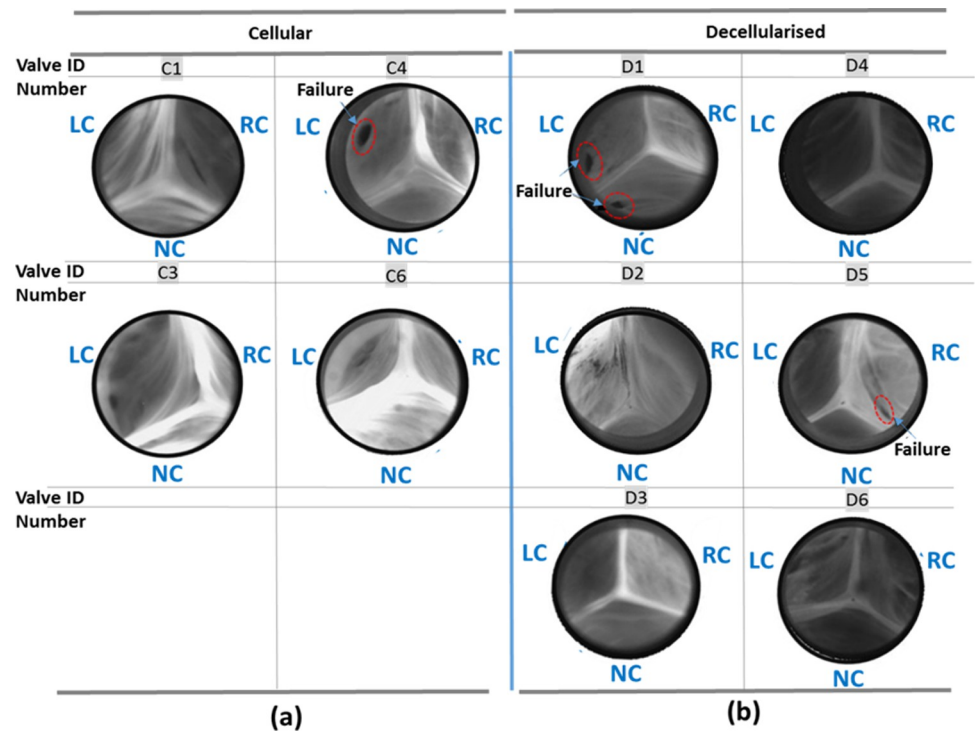 Cellular
Decellularised
Valve ID
Number
C1
C4
D1
D4
Failure
LC
RC
NC
LC
RC
NC
LC
RC
Failure
NC
LC
RC
NC
Valve ID
Number
C3
C6
D2
D5
LC
RC
NC
LC
RC
NC
LC
RC
NC
LC
RC
Failure
NC
Valve ID
Number
D3
D6
LC
RC
NC
LC
RC
NC
(a)
(b)